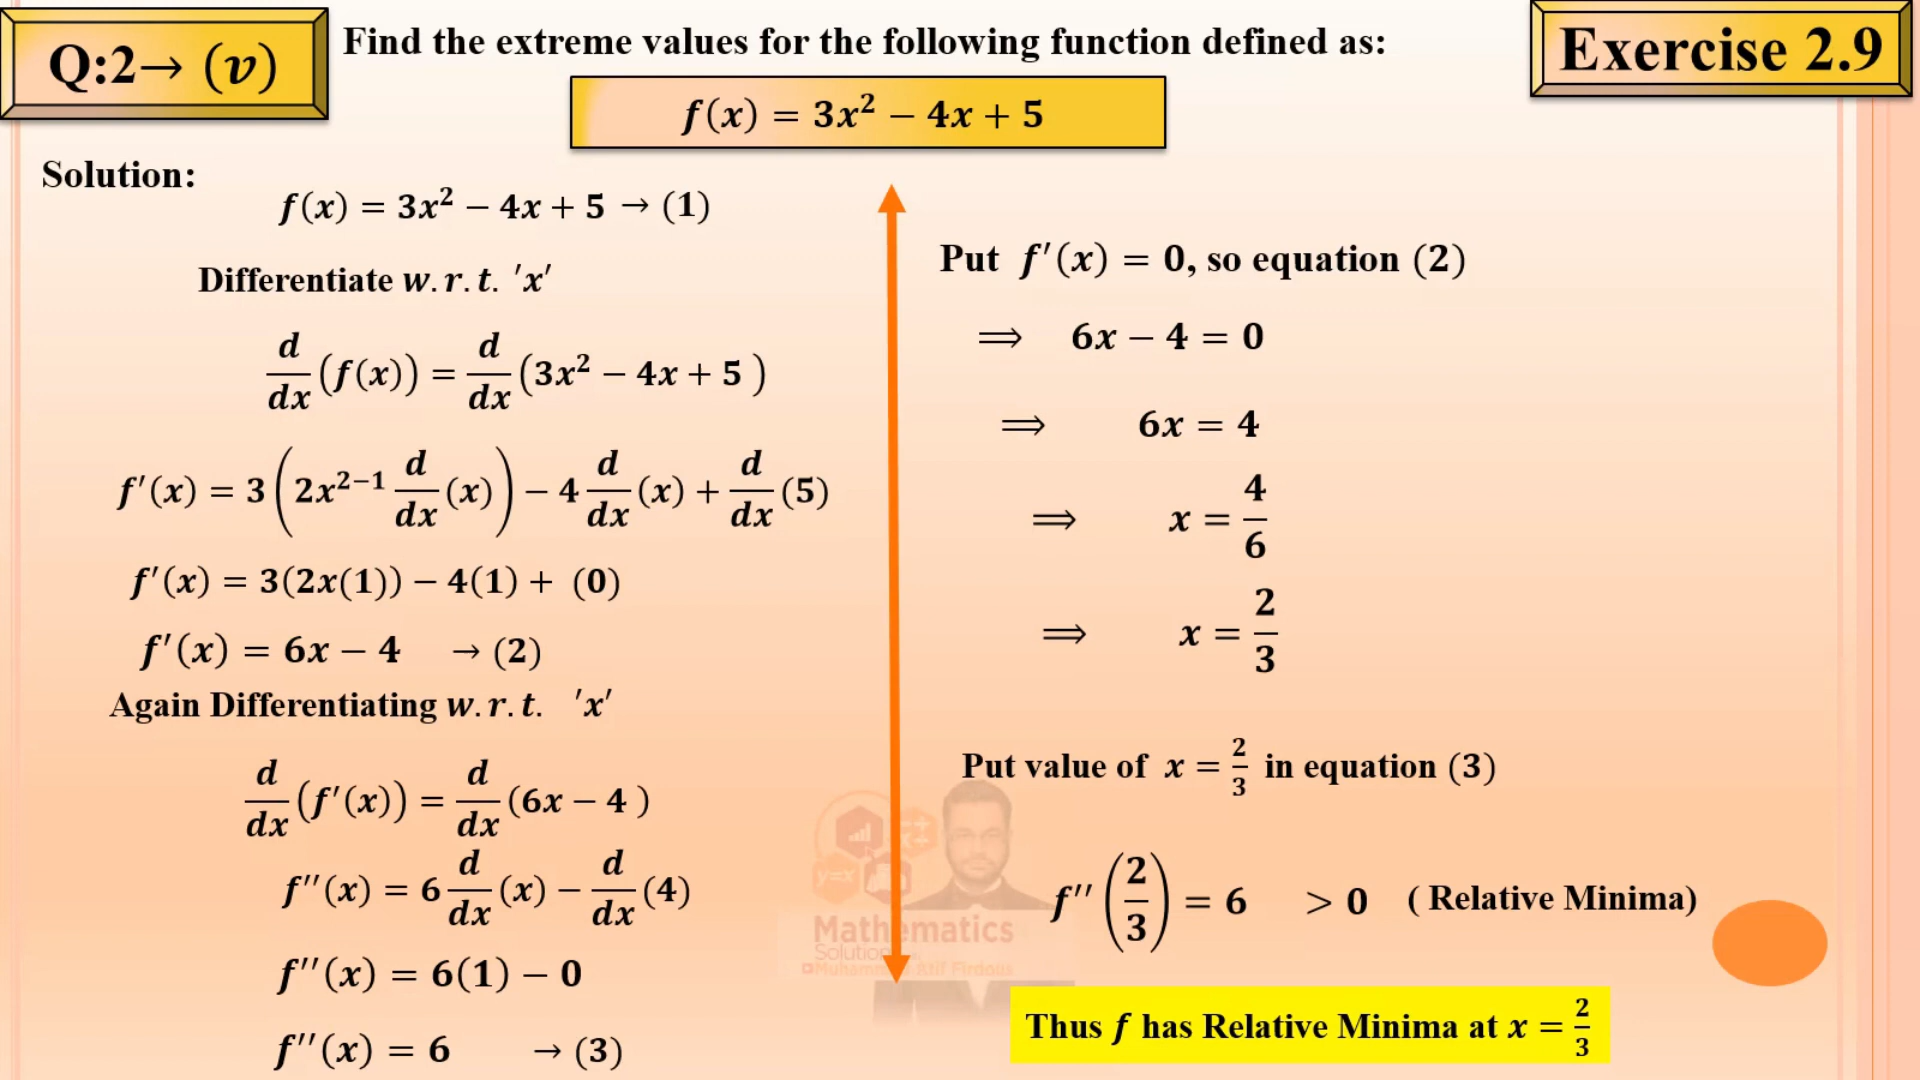 Q:2→ (v)
Find the extreme values for the following function defined as:
Exercise 2.9
f(x) = 3x² − 4x + 5
Solution:
f(x) = 3x² − 4x + 5 → (1)
Differentiate w.r.t. ′x′
d/dx (f(x)) = d/dx (3x² − 4x + 5 )
f′(x) = 3(2x²⁻¹ d/dx (x)) − 4 d/dx (x) + d/dx (5)
f′(x) = 3(2x(1)) − 4(1) + (0)
f′(x) = 6x − 4 → (2)
Again Differentiating w.r.t. ′x′
d/dx (f′(x)) = d/dx (6x − 4 )
f′′(x) = 6 d/dx (x) − d/dx (4)
f′′(x) = 6(1) − 0
f′′(x) = 6 → (3)
Put f′(x) = 0, so equation (2)
⟹ 6x − 4 = 0
⟹ 6x = 4
⟹ x = 4/6
⟹ x = 2/3
Put value of x = 2/3 in equation (3)
f′′(2/3) = 6 > 0 ( Relative Minima)
Thus f has Relative Minima at x = 2/3
y=x
Mathematics